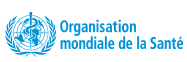 Organisation
mondiale de la Santé